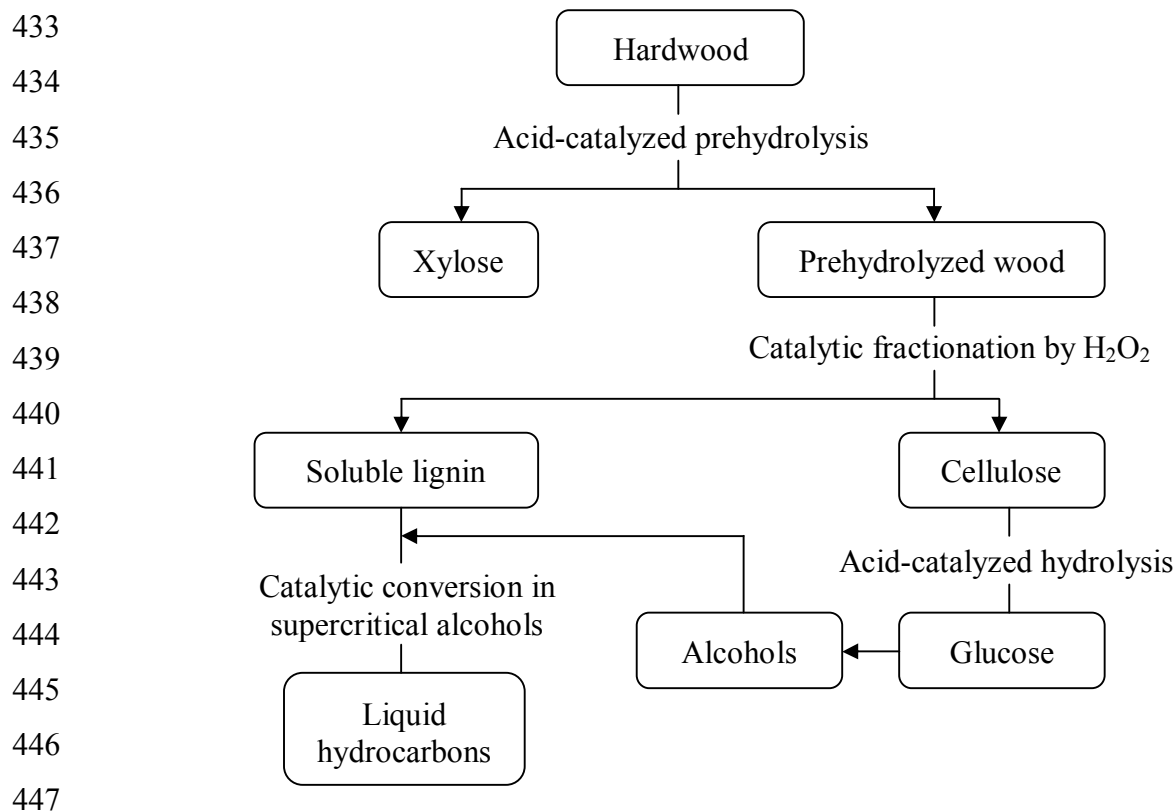 433
Hardwood
434
435
Acid-catalyzed prehydrolysis
436
437
Xylose
Prehydrolyzed wood
438
439
Catalytic fractionation by H₂O₂
440
441
Soluble lignin
Cellulose
442
443
Acid-catalyzed hydrolysis
Catalytic conversion in
supercritical alcohols
444
Alcohols
Glucose
445
Liquid
hydrocarbons
446
447